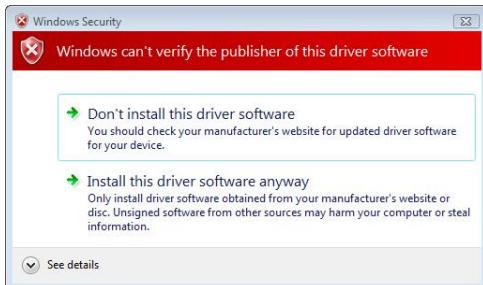 Windows Security
Windows can't verify the publisher of this driver software
Don't install this driver software
You should check your manufacturer's website for updated driver software
for your device.
Install this driver software anyway
Only install driver software obtained from your manufacturer's website or
disc. Unsigned software from other sources may harm your computer or steal
information.
See details